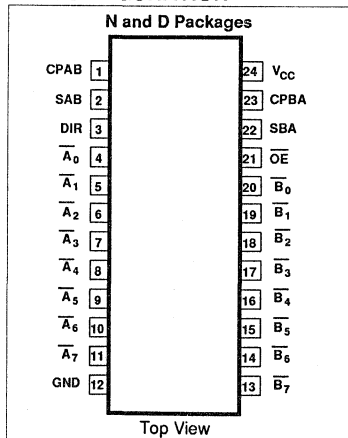 N and D Packages
CPAB 1 24 VCC
SAB 2 23 CPBA
DIR 3 22 SBA
A̅0 4 21 O̅E̅
A̅1 5 20 B̅0
A̅2 6 19 B̅1
A̅3 7 18 B̅2
A̅4 8 17 B̅3
A̅5 9 16 B̅4
A̅6 10 15 B̅5
A̅7 11 14 B̅6
GND 12 13 B̅7
Top View